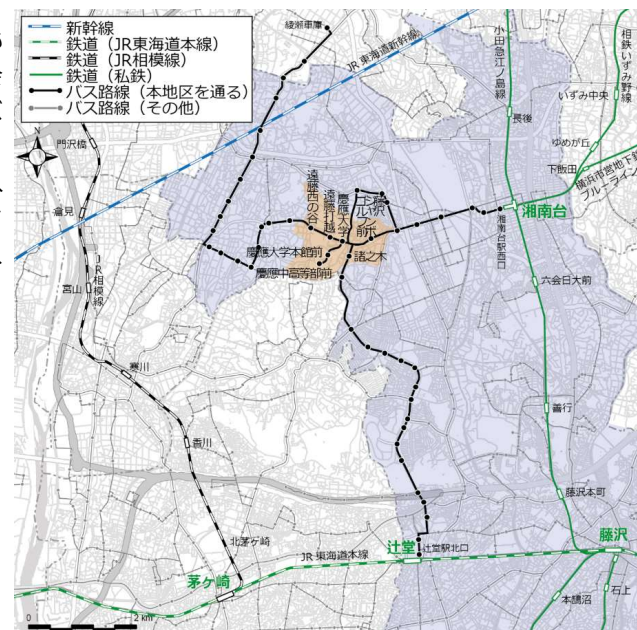 新幹線
鉄道（JR東海道本線）
鉄道（JR相模線）
鉄道（私鉄）
バス路線（本地区を通る）
バス路線（その他）
綾瀬車庫
JR 東海道新幹線
小田急江ノ島線
相鉄いずみ野線
いずみ中央
長後
ゆめが丘
下飯田
横浜市営地下鉄
ブルーライン
N
門沢橋
倉見
JR相模線
宮山
寒川
香川
北茅ヶ崎
遠藤西の谷
遠藤打越
慶應大学
慶應大学本館前
慶應中高等部前
諸之木
湘南台
湘南台駅西口
六会日大前
善行
藤沢本町
藤沢
辻堂
辻堂駅北口
JR 東海道本線
茅ヶ崎
本鵠沼
石上
0
2 km